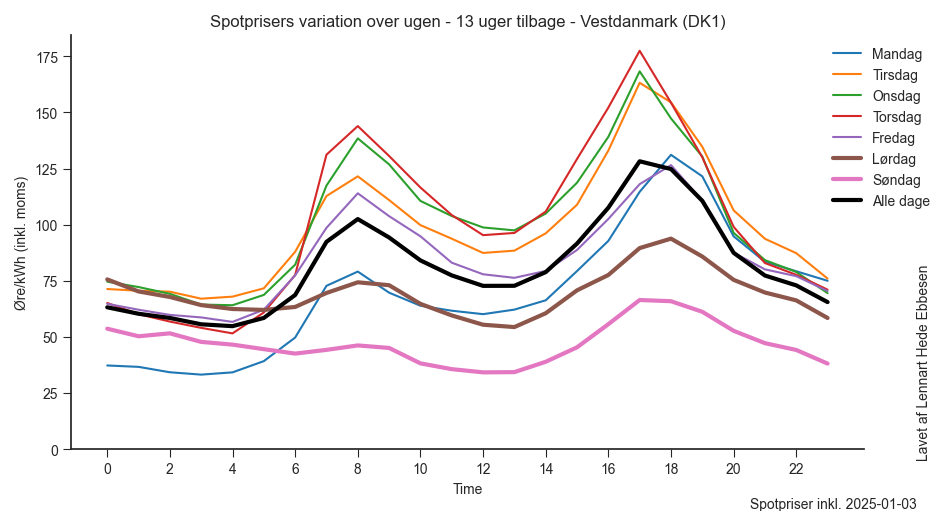 Spotprisers variation over ugen - 13 uger tilbage - Vestdanmark (DK1)
Øre/kWh (inkl. moms)
175
150
125
100
75
50
25
0
0 2 4 6 8 10 12 14 16 18 20 22
Time
Mandag
Tirsdag
Onsdag
Torsdag
Fredag
Lørdag
Søndag
Alle dage
Lavet af Lennart Hede Ebbesen
Spotpriser inkl. 2025-01-03